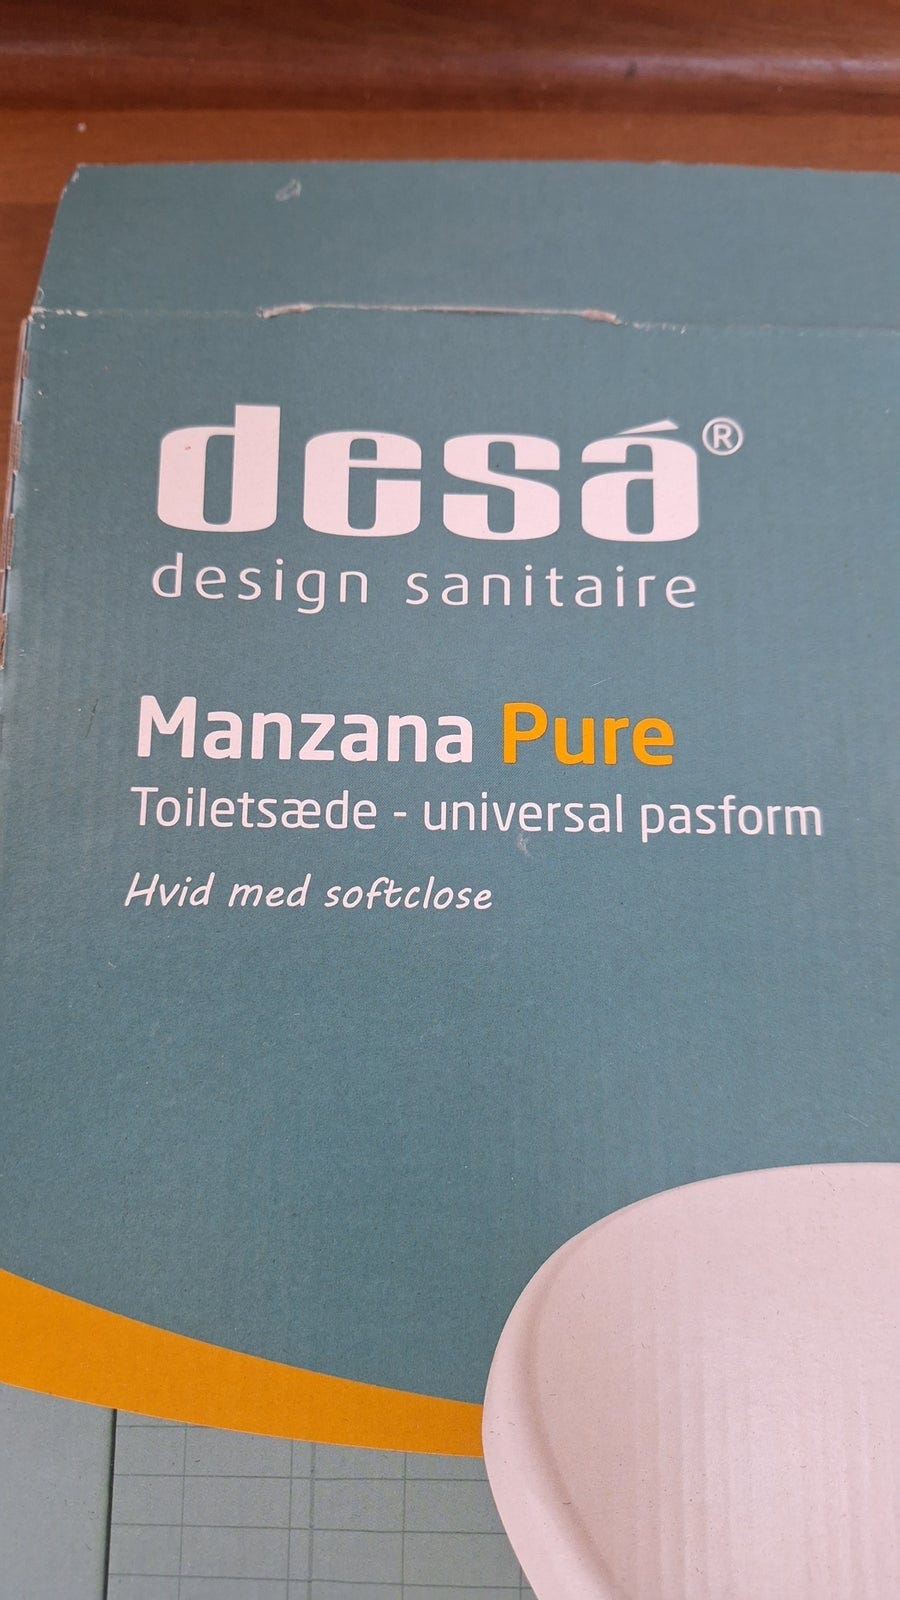 desá®
design sanitaire
Manzana Pure
Toiletsæde - universal pasform
Hvid med softclose